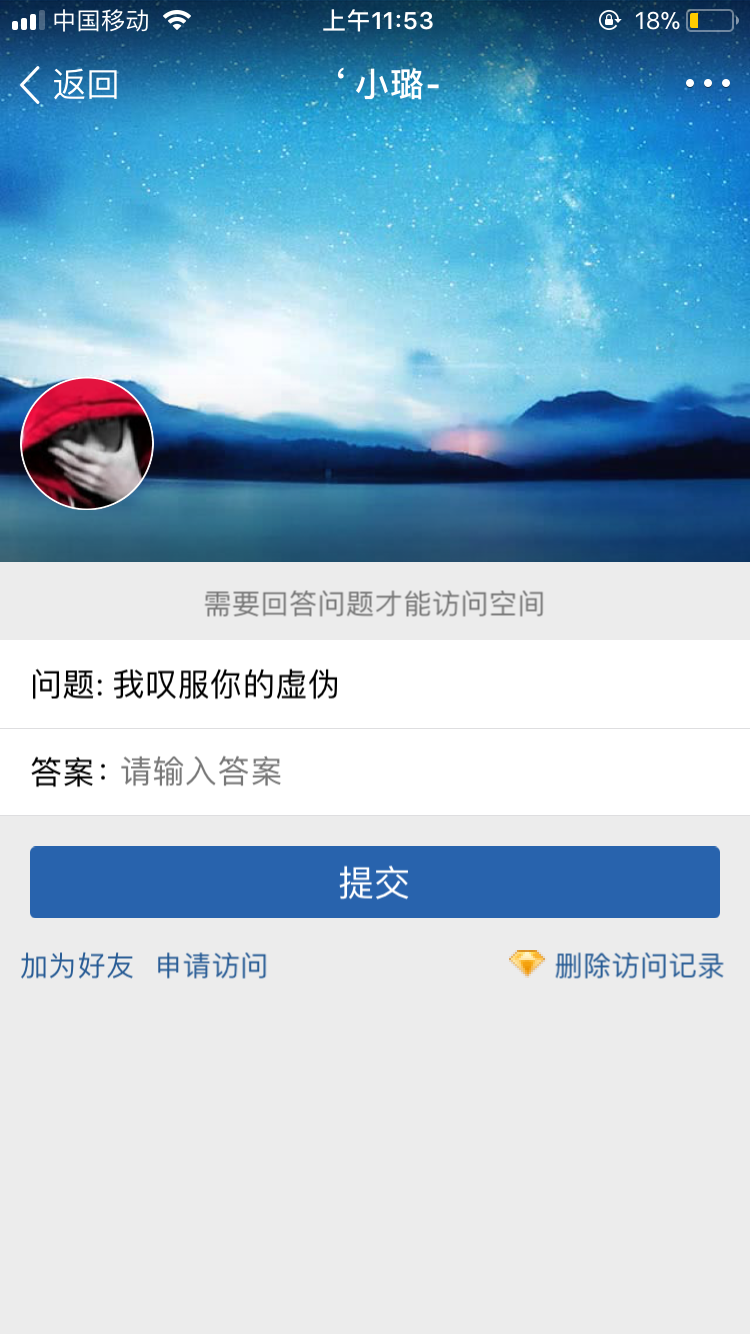 中国移动 上午11:53 18%
返回 ‘ 小璐-
需要回答问题才能访问空间
问题: 我叹服你的虚伪
答案: 请输入答案
提交
加为好友 申请访问 删除访问记录